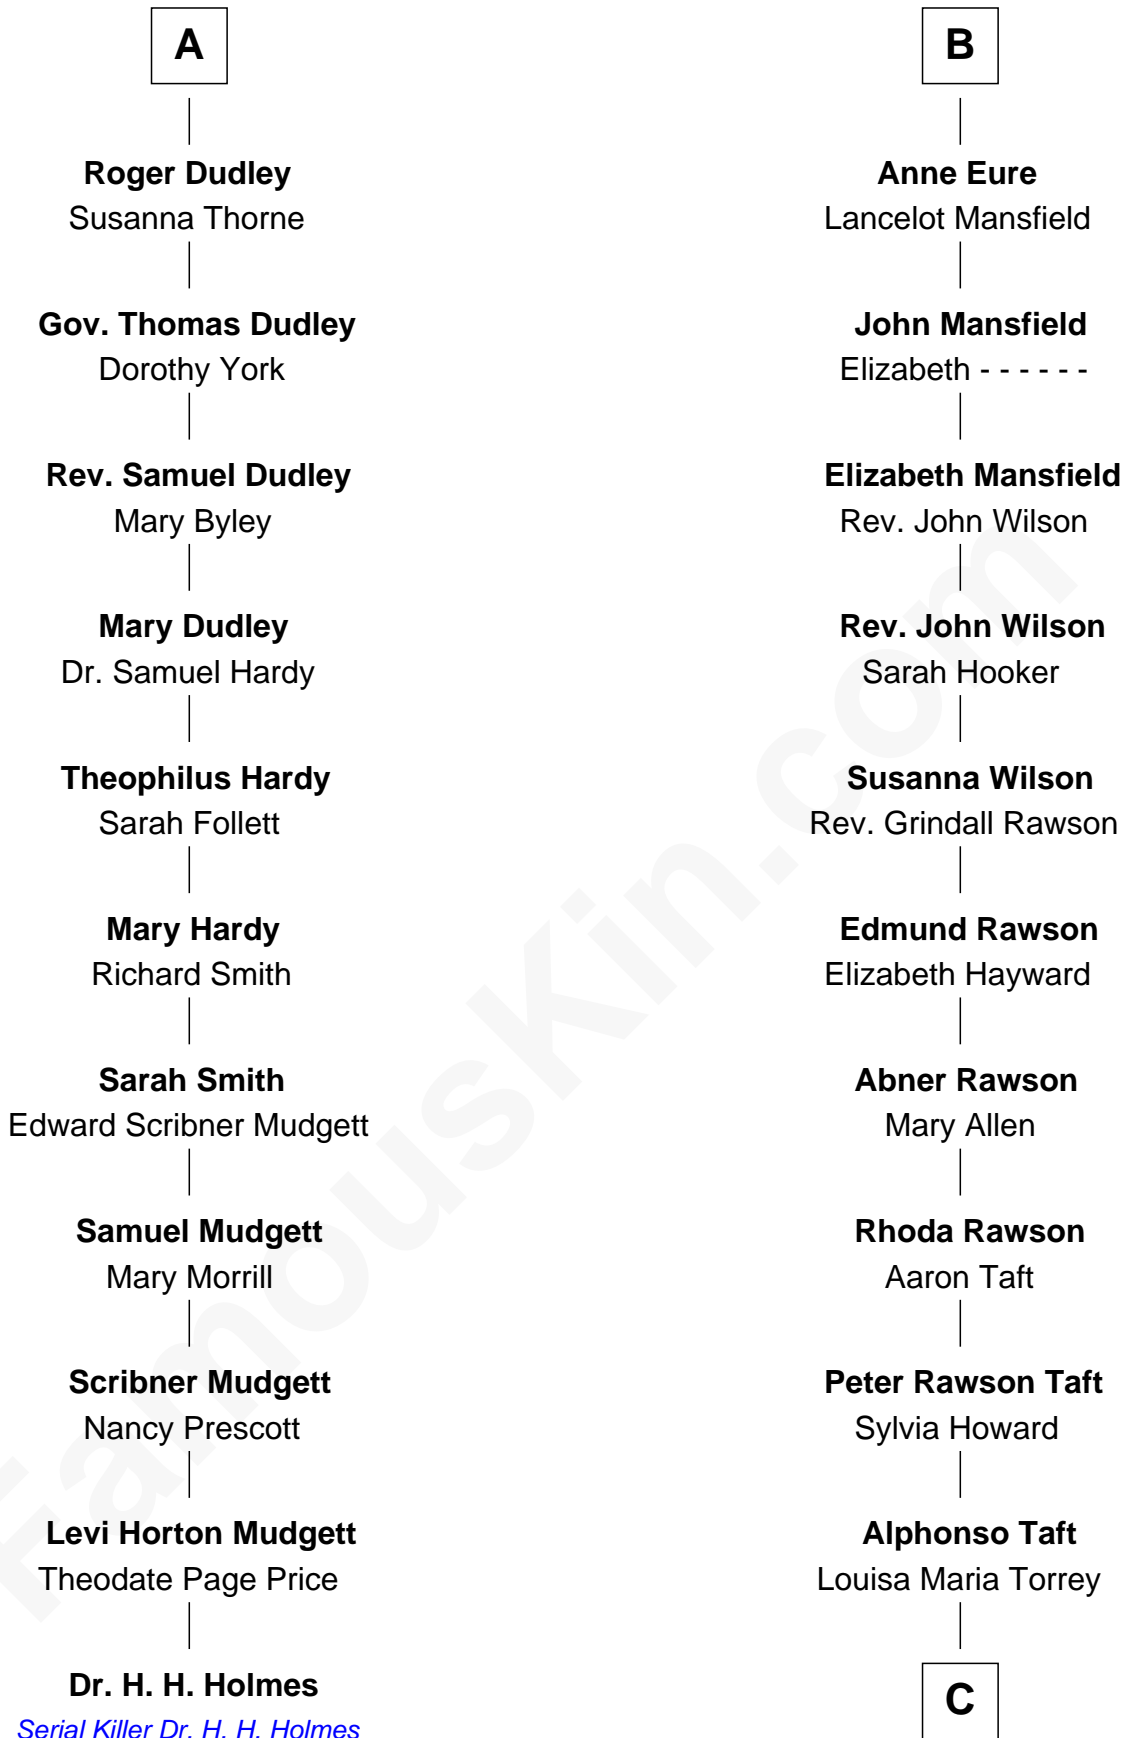 A
Roger Dudley
Susanna Thorne
Gov. Thomas Dudley
Dorothy York
Rev. Samuel Dudley
Mary Byley
Mary Dudley
Dr. Samuel Hardy
Theophilus Hardy
Sarah Follett
Mary Hardy
Richard Smith
Sarah Smith
Edward Scribner Mudgett
Samuel Mudgett
Mary Morrill
Scribner Mudgett
Nancy Prescott
Levi Horton Mudgett
Theodate Page Price
Dr. H. H. Holmes
Serial Killer Dr. H. H. Holmes
B
Anne Eure
Lancelot Mansfield
John Mansfield
Elizabeth - - - - - -
Elizabeth Mansfield
Rev. John Wilson
Rev. John Wilson
Sarah Hooker
Susanna Wilson
Rev. Grindall Rawson
Edmund Rawson
Elizabeth Hayward
Abner Rawson
Mary Allen
Rhoda Rawson
Aaron Taft
Peter Rawson Taft
Sylvia Howard
Alphonso Taft
Louisa Maria Torrey
C
FamousKin.com